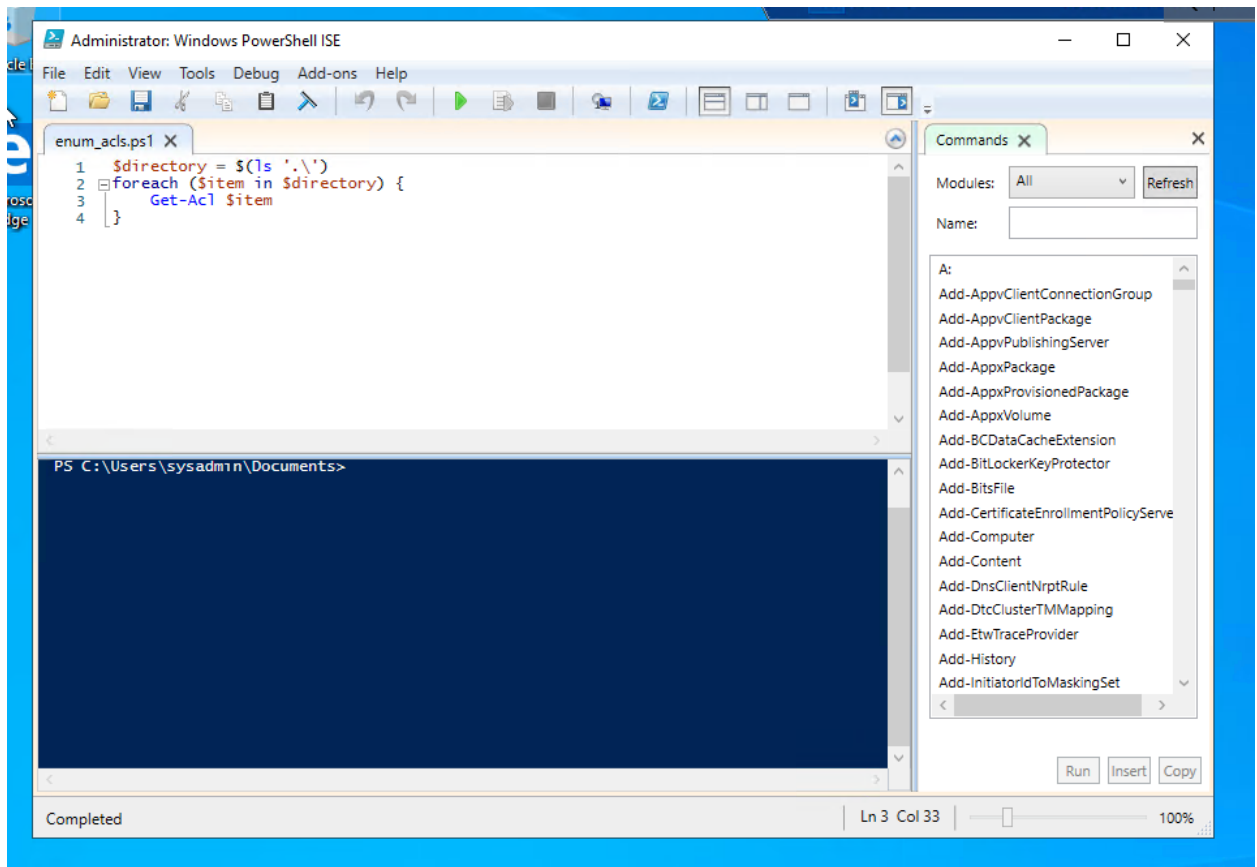 Administrator: Windows PowerShell ISE
File Edit View Tools Debug Add-ons Help
enum_acls.ps1
Commands
1 $directory = $(ls '.\')
2 foreach ($item in $directory) {
3 Get-Acl $item
4 }
Modules: All Refresh
Name:
A:
Add-AppvClientConnectionGroup
Add-AppvClientPackage
Add-AppvPublishingServer
Add-AppxPackage
Add-AppxProvisionedPackage
Add-AppxVolume
Add-BCDataCacheExtension
Add-BitLockerKeyProtector
Add-BitsFile
Add-CertificateEnrollmentPolicyServe
Add-Computer
Add-Content
Add-DnsClientNrptRule
Add-DtcClusterTMMapping
Add-EtwTraceProvider
Add-History
Add-InitiatorIdToMaskingSet
Run Insert Copy
PS C:\Users\sysadmin\Documents>
Completed
Ln 3 Col 33
100%